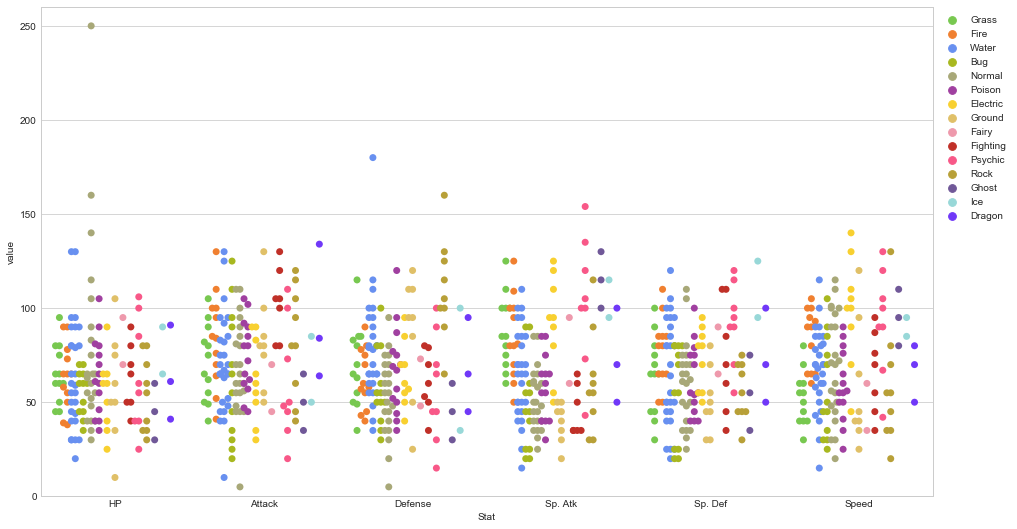 250
200
150
100
50
0
value
HP Attack Defense Sp. Atk Sp. Def Speed
Stat
Grass
Fire
Water
Bug
Normal
Poison
Electric
Ground
Fairy
Fighting
Psychic
Rock
Ghost
Ice
Dragon